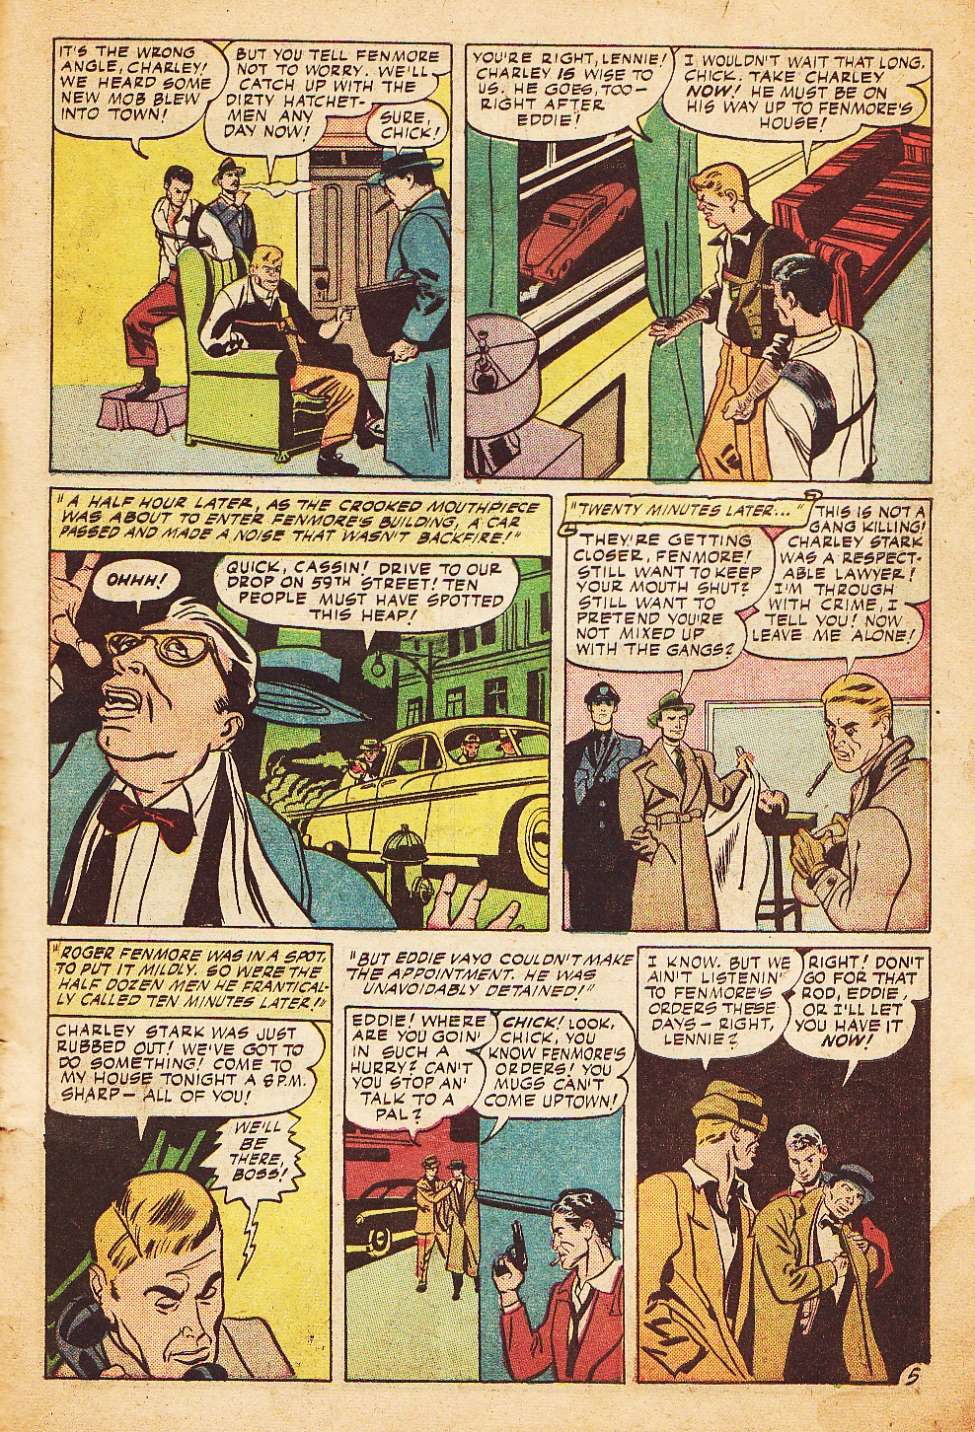 IT'S THE WRONG
ANGLE, CHARLEY!
WE HEARD SOME
NEW MOB BLEW
INTO TOWN!
BUT YOU TELL FENMORE
NOT TO WORRY. WE'LL
CATCH UP WITH THE
DIRTY HATCHET-
MEN ANY
DAY NOW!
SURE,
CHICK!
YOU'RE RIGHT, LENNIE!
CHARLEY IS WISE TO
US. HE GOES, TOO—
RIGHT AFTER
EDDIE!
I WOULDN'T WAIT THAT LONG,
CHICK. TAKE CHARLEY
NOW! HE MUST BE ON
HIS WAY UP TO FENMORE'S
HOUSE!
"A HALF HOUR LATER, AS THE CROOKED MOUTHPIECE
WAS ABOUT TO ENTER FENMORE'S BUILDING, A CAR
PASSED AND MADE A NOISE THAT WASN'T BACKFIRE!"
OHHH!
QUICK, CASSIN! DRIVE TO OUR
DROP ON 59TH STREET! TEN
PEOPLE MUST HAVE SPOTTED
THIS HEAP!
"TWENTY MINUTES LATER..."
THEY'RE GETTING
CLOSER, FENMORE!
STILL WANT TO KEEP
YOUR MOUTH SHUT?
STILL WANT TO
PRETEND YOU'RE
NOT MIXED UP
WITH THE GANGS?
THIS IS NOT A
GANG KILLING!
CHARLEY STARK
WAS A RESPECT-
ABLE LAWYER!
I'M THROUGH
WITH CRIME, I
TELL YOU! NOW
LEAVE ME ALONE!
"ROGER FENMORE WAS IN A SPOT,
TO PUT IT MILDLY. SO WERE THE
HALF DOZEN MEN HE FRANTICAL-
LY CALLED TEN MINUTES LATER!"
CHARLEY STARK WAS JUST
RUBBED OUT! WE'VE GOT TO
DO SOMETHING! COME TO
MY HOUSE TONIGHT A 8 P.M.
SHARP— ALL OF YOU!
WE'LL
BE
THERE,
BOSS!
"BUT EDDIE VAYO COULDN'T MAKE
THE APPOINTMENT. HE WAS
UNAVOIDABLY DETAINED!"
EDDIE! WHERE
ARE YOU GOIN'
IN SUCH A
HURRY? CAN'T
YOU STOP AN'
TALK TO A
PAL?
CHICK! LOOK,
CHICK, YOU
KNOW FENMORE'S
ORDERS! YOU
MUGS CAN'T
COME UPTOWN!
I KNOW. BUT WE
AIN'T LISTENIN'
TO FENMORE'S
ORDERS THESE
DAYS— RIGHT,
LENNIE?
RIGHT! DON'T
GO FOR THAT
ROD, EDDIE,
OR I'LL LET
YOU HAVE IT
NOW!
5